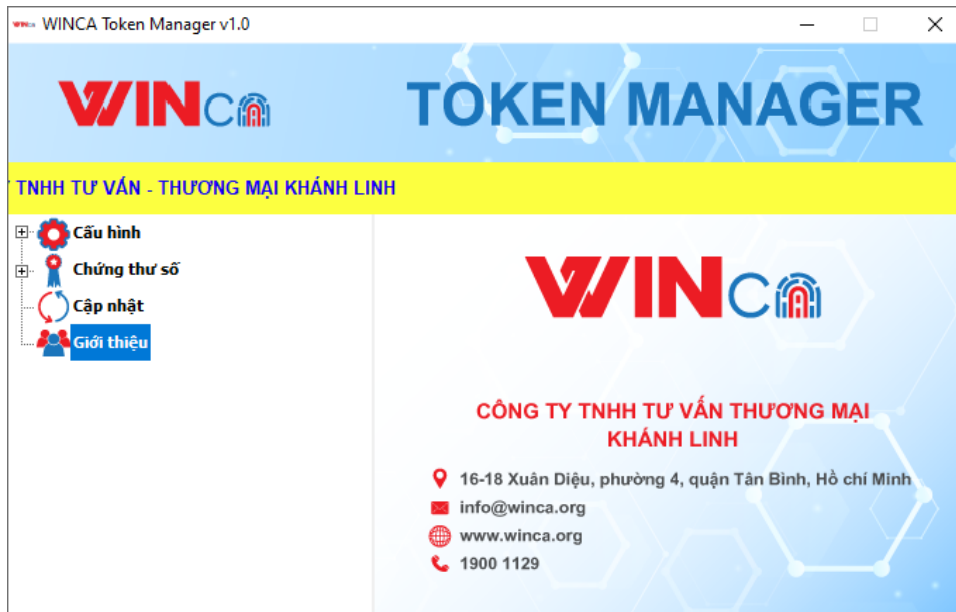 WINCA Token Manager v1.0
WINCA
TOKEN MANAGER
TNHH TƯ VẤN - THƯƠNG MẠI KHÁNH LINH
Cấu hình
Chứng thư số
Cập nhật
Giới thiệu
WINCA
CÔNG TY TNHH TƯ VẤN THƯƠNG MẠI
KHÁNH LINH
16-18 Xuân Diệu, phường 4, quận Tân Bình, Hồ chí Minh
info@winca.org
www.winca.org
1900 1129